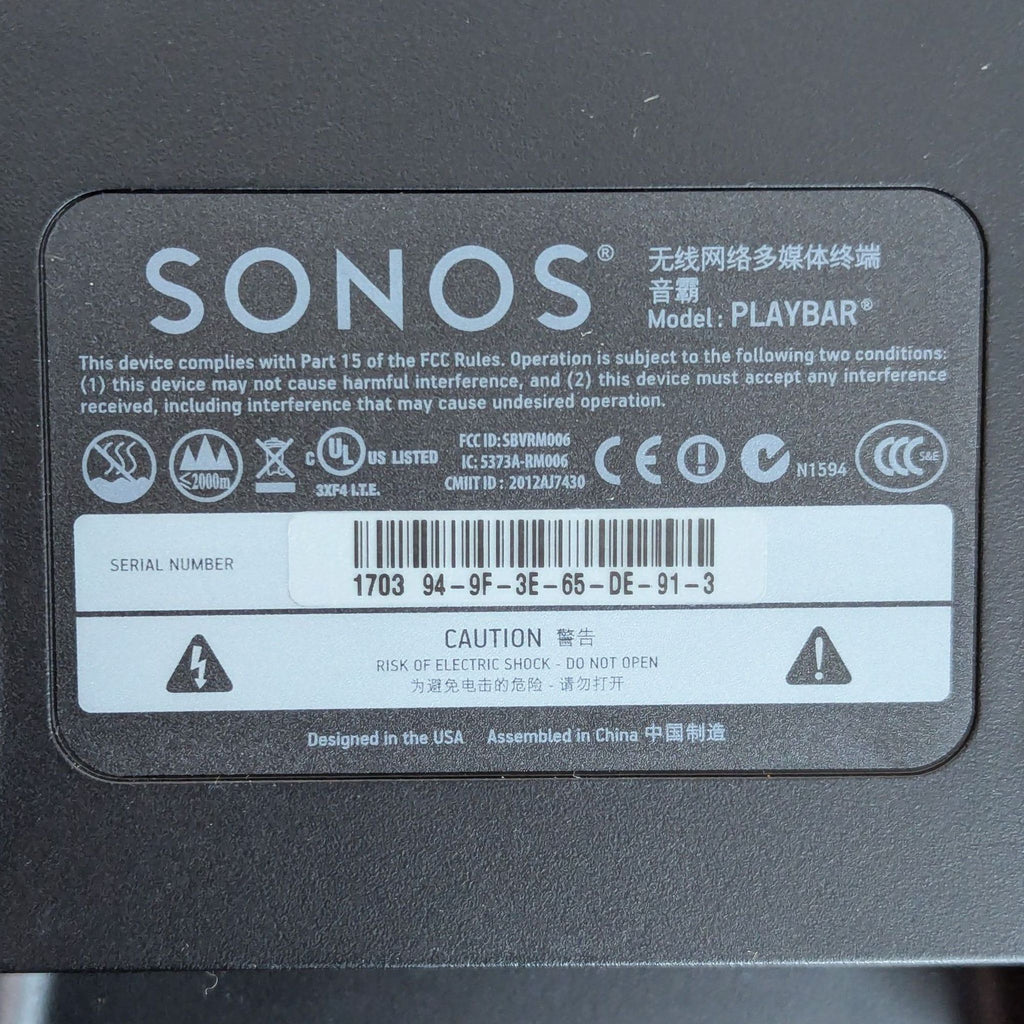 SONOS®
无线网络多媒体终端
音霸
Model: PLAYBAR®
This device complies with Part 15 of the FCC Rules. Operation is subject to the following two conditions:
(1) this device may not cause harmful interference, and (2) this device must accept any interference
received, including interference that may cause undesired operation.
≤2000m
c UL US LISTED
3XF4 I.T.E.
FCC ID: SBVRM006
IC: 5373A-RM006
CMIIT ID: 2012AJ7430
CE
N1594
CCC S&E
SERIAL NUMBER
1703 94-9F-3E-65-DE-91-3
CAUTION 警告
RISK OF ELECTRIC SHOCK - DO NOT OPEN
为避免电击的危险 - 请勿打开
Designed in the USA Assembled in China 中国制造